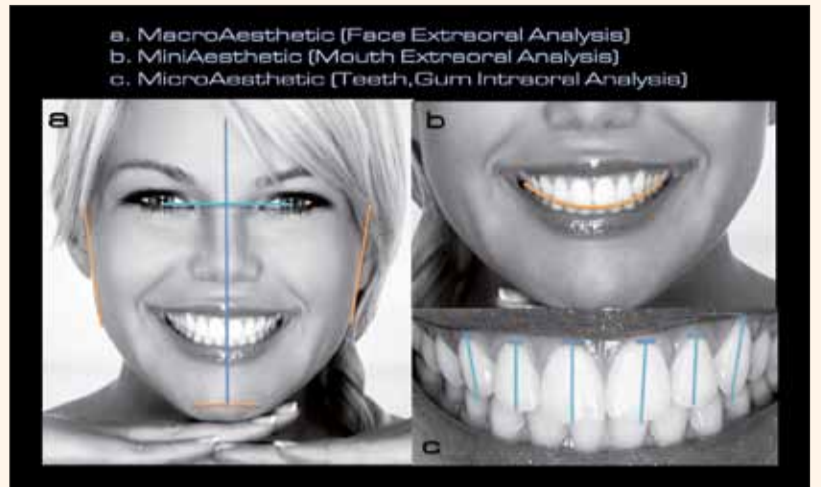 a. MacroAesthetic (Face Extraoral Analysis)
b. MiniAesthetic (Mouth Extraoral Analysis)
c. MicroAesthetic (Teeth,Gum Intraoral Analysis)
a
b
c